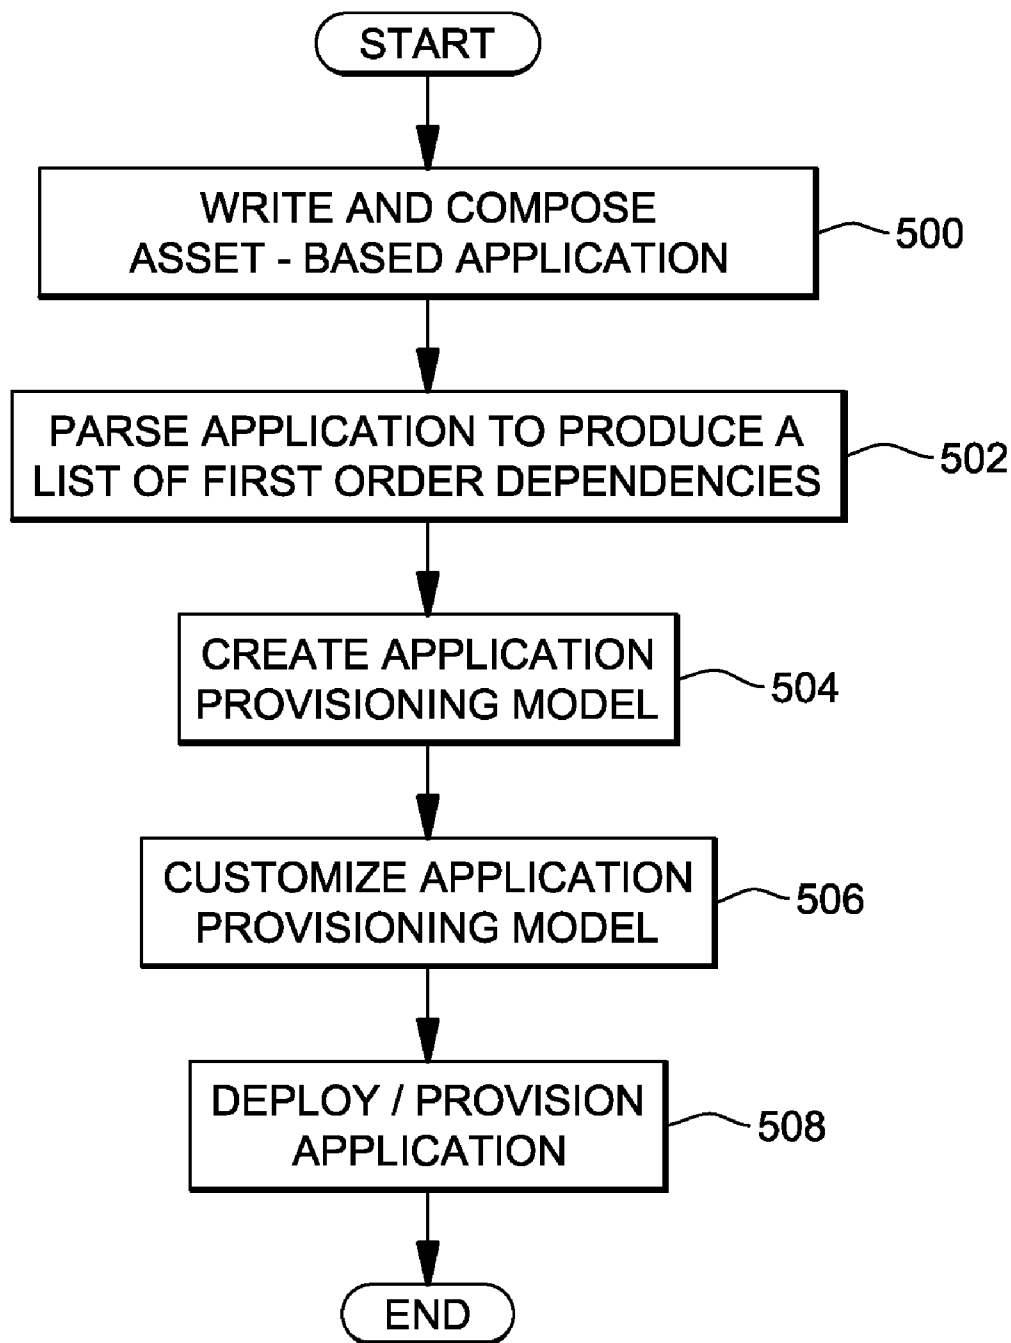 START
WRITE AND COMPOSE
ASSET - BASED APPLICATION
500
PARSE APPLICATION TO PRODUCE A
LIST OF FIRST ORDER DEPENDENCIES
502
CREATE APPLICATION
PROVISIONING MODEL
504
CUSTOMIZE APPLICATION
PROVISIONING MODEL
506
DEPLOY / PROVISION
APPLICATION
508
END